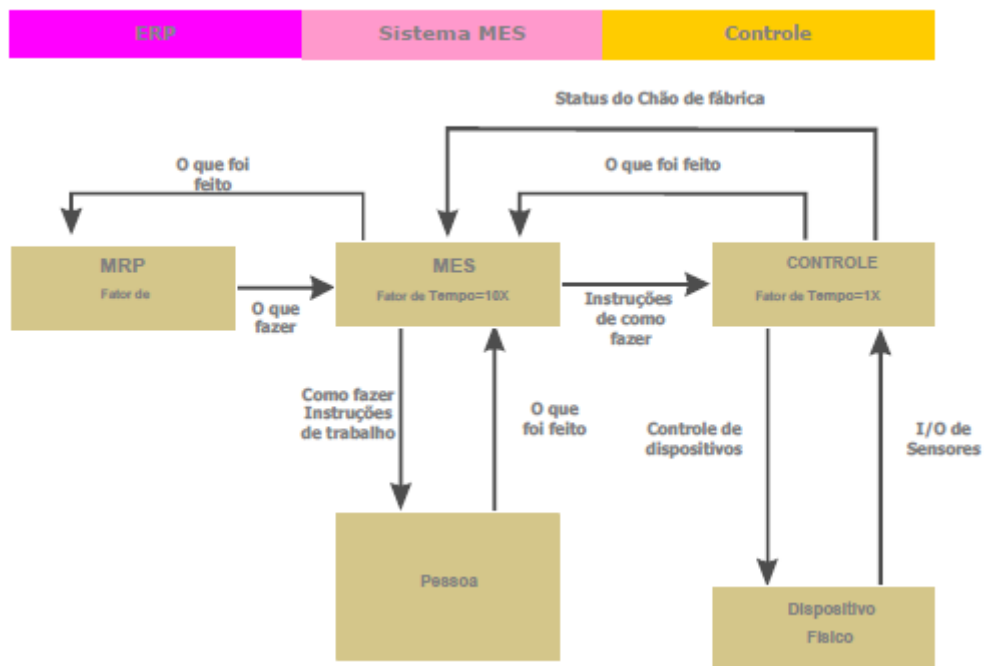 ERP
Sistema MES
Controle
Status do Chão de fábrica
O que foi
feito
O que foi feito
MRP
Fator de
O que
fazer
MES
Fator de Tempo=10X
Instruções
de como
fazer
CONTROLE
Fator de Tempo=1X
Como fazer
Instruções
de trabalho
O que
foi feito
Controle de
dispositivos
I/O de
Sensores
Pessoa
Dispositivo
Físico